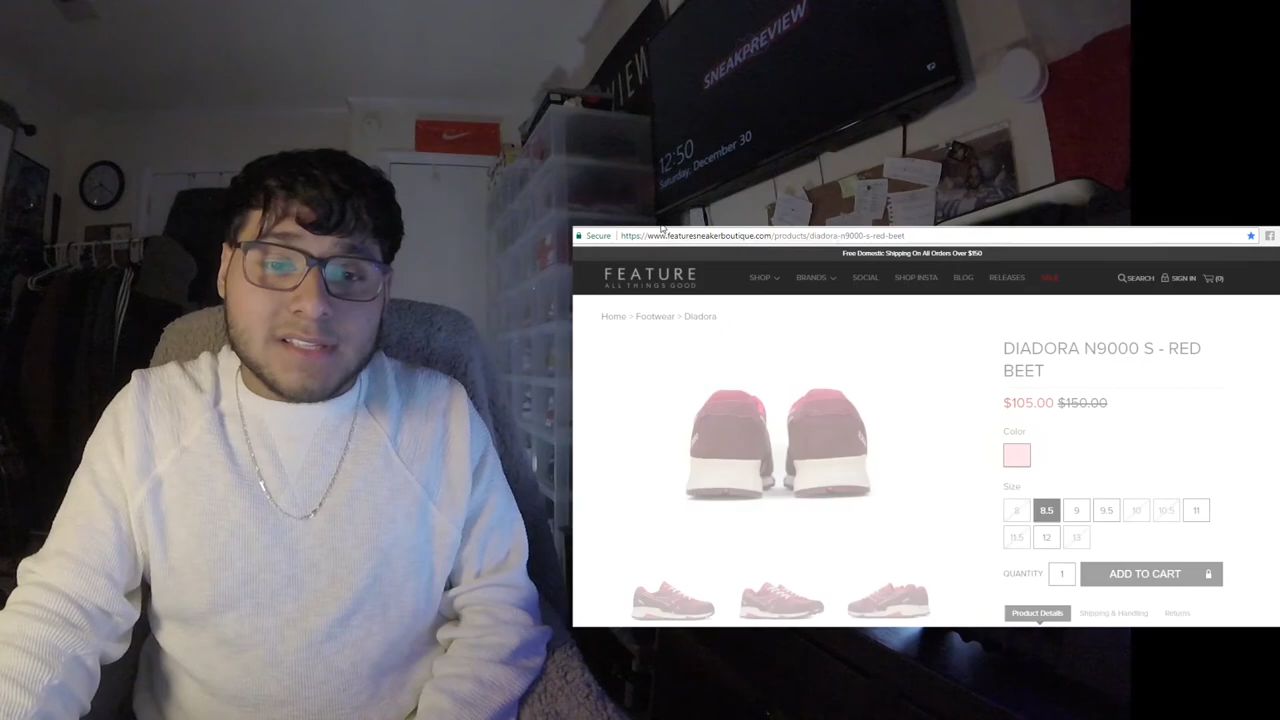 VIEW
SNEAKPREVIEW
12:50
Saturday, December 30
Secure
https://www.featuresneakerboutique.com/products/diadora-n9000-s-red-beet
Free Domestic Shipping On All Orders Over $150
FEATURE
ALL THINGS GOOD
SHOP BRANDS SOCIAL SHOP INSTA BLOG RELEASES SALE
SEARCH SIGN IN (0)
Home > Footwear > Diadora
DIADORA N9000 S - RED
BEET
$105.00 $150.00
Color
Size
8 8.5 9 9.5 10 10.5 11
11.5 12 13
QUANTITY 1 ADD TO CART
Product Details Shipping & Handling Returns